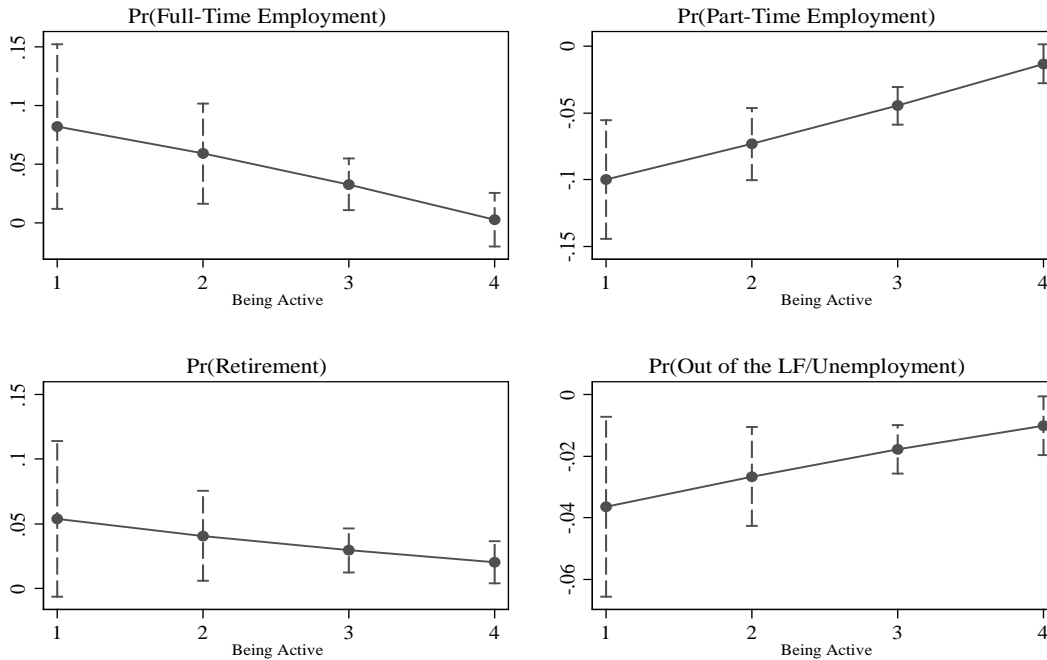 Pr(Full-Time Employment)
.15
.1
.05
0
1 2 3 4
Being Active
Pr(Part-Time Employment)
0
-.05
-.1
-.15
1 2 3 4
Being Active
Pr(Retirement)
.15
.1
.05
0
1 2 3 4
Being Active
Pr(Out of the LF/Unemployment)
0
-.02
-.04
-.06
1 2 3 4
Being Active